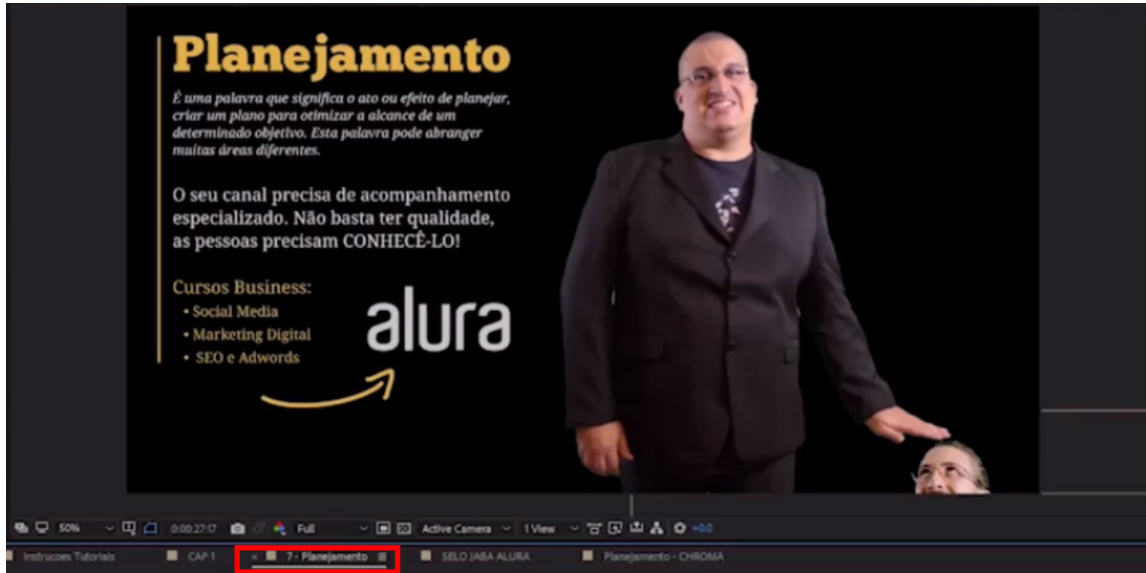 Planejamento
É uma palavra que significa o ato ou efeito de planejar,
criar um plano para otimizar a alcance de um
determinado objetivo. Esta palavra pode abranger
muitas áreas diferentes.
O seu canal precisa de acompanhamento
especializado. Não basta ter qualidade,
as pessoas precisam CONHECÊ-LO!
Cursos Business:
• Social Media
• Marketing Digital
• SEO e Adwords
alura
50% 0:00:27:17 Full Active Camera 1 View +0.0
Instrucoes Tutoriais CAP 1 × 7 - Planejamento SELO JABA ALURA Planejamento - CHROMA